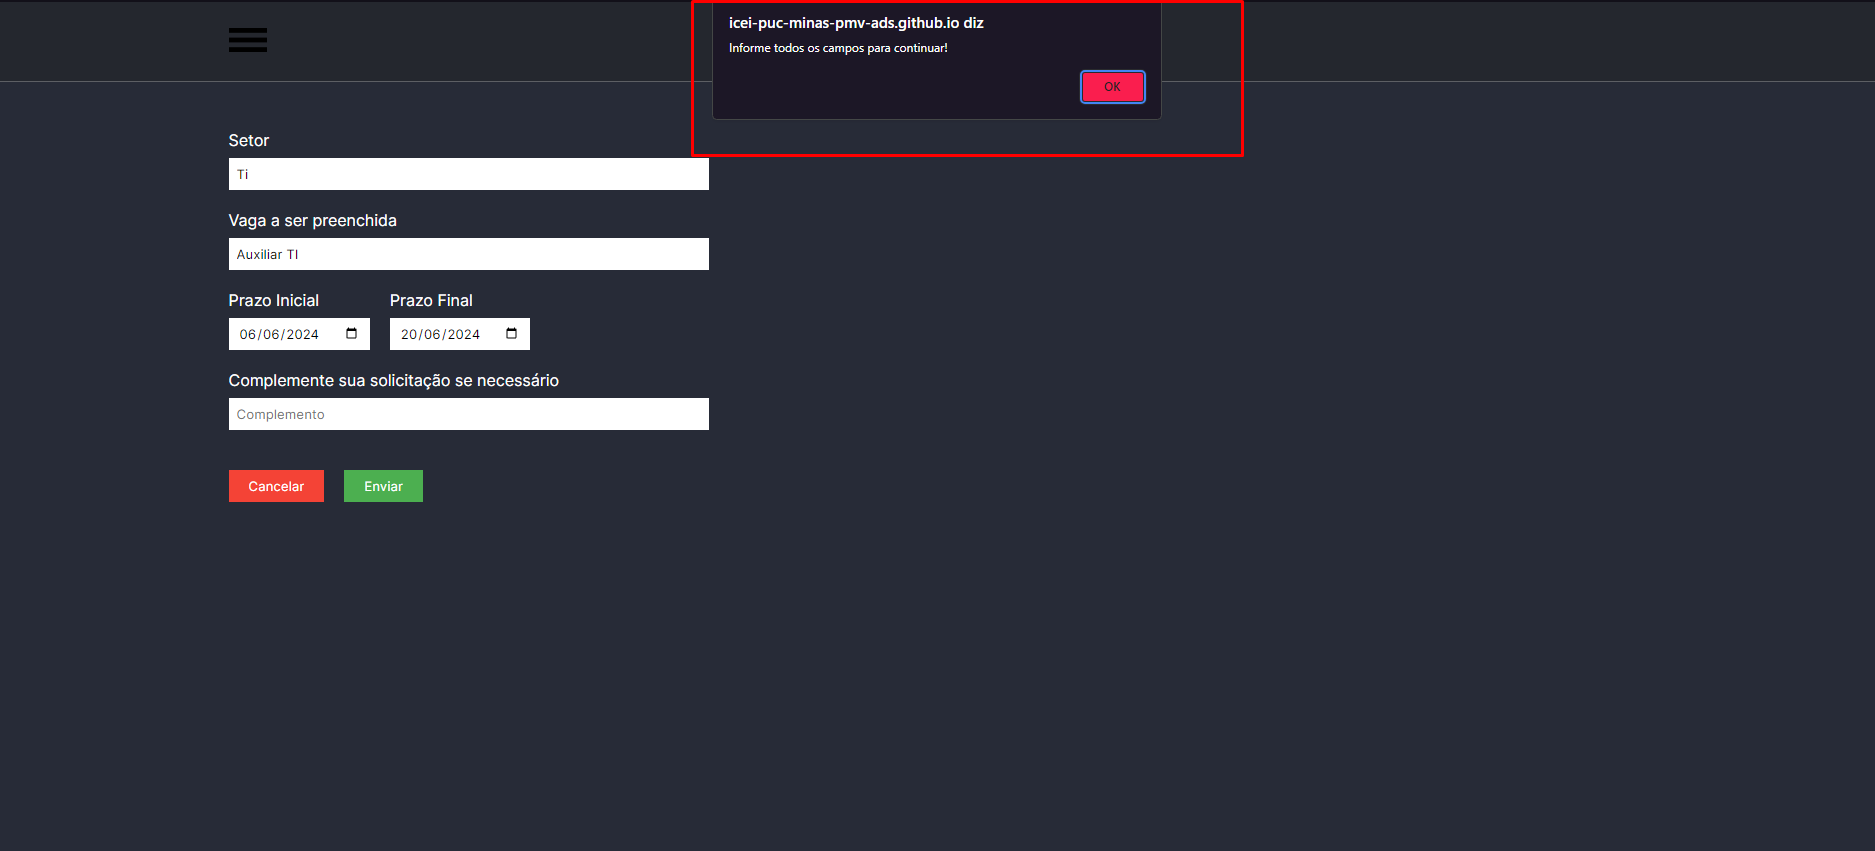 icei-puc-minas-pmv-ads.github.io diz
Informe todos os campos para continuar!
OK
Setor
Ti
Vaga a ser preenchida
Auxiliar TI
Prazo Inicial Prazo Final
06/06/2024 20/06/2024
Complemente sua solicitação se necessário
Complemento
Cancelar Enviar